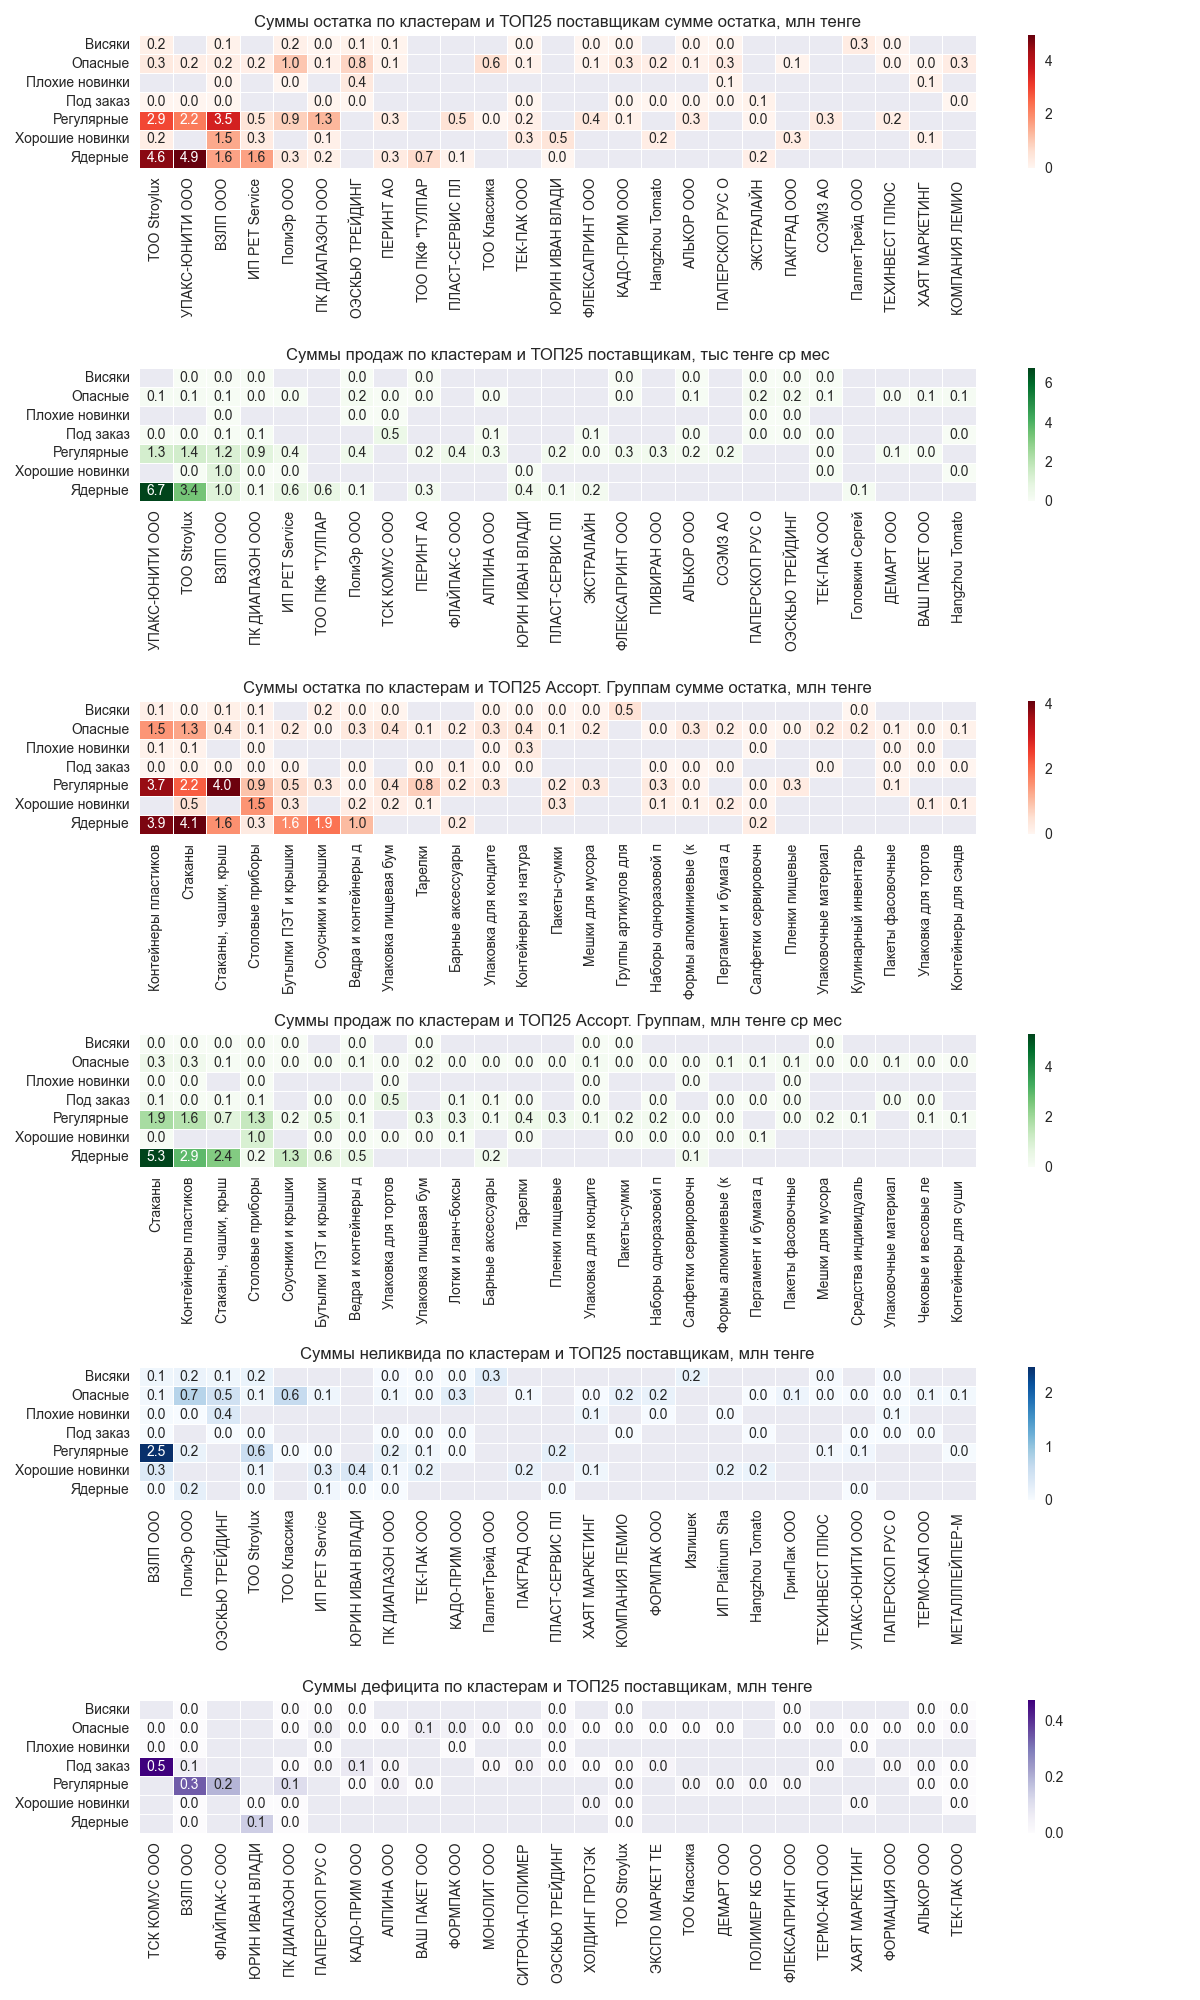 Суммы остатка по кластерам и ТОП25 поставщикам сумме остатка, млн тенге
Висяки 0.2 0.1 0.2 0.0 0.1 0.1 0.0 0.0 0.0 0.0 0.0 0.3 0.0
Опасные 0.3 0.2 0.2 0.2 1.0 0.1 0.8 0.1 0.6 0.1 0.1 0.3 0.2 0.1 0.3 0.1 0.0 0.0 0.3
Плохие новинки 0.0 0.0 0.4 0.1 0.1
Под заказ 0.0 0.0 0.0 0.0 0.0 0.0 0.0 0.0 0.0 0.0 0.1 0.0
Регулярные 2.9 2.2 3.5 0.5 0.9 1.3 0.3 0.5 0.0 0.2 0.4 0.1 0.3 0.0 0.3 0.2
Хорошие новинки 0.2 1.5 0.3 0.1 0.3 0.5 0.2 0.3 0.1
Ядерные 4.6 4.9 1.6 1.6 0.3 0.2 0.3 0.7 0.1 0.0 0.2
4
2
0
ТОО Stroylux
УПАКС-ЮНИТИ ООО
ВЗЛП ООО
ИП РЕТ Service
ПолиЭр ООО
ПК ДИАПАЗОН ООО
ОЭСКЬЮ ТРЕЙДИНГ
ПЕРИНТ АО
ТОО ПКФ "ТУЛПАР
ПЛАСТ-СЕРВИС ПЛ
ТОО Классика
ТЕК-ПАК ООО
ЮРИН ИВАН ВЛАДИ
ФЛЕКСАПРИНТ ООО
КАДО-ПРИМ ООО
Hangzhou Tomato
АЛЬКОР ООО
ПАПЕРСКОП РУС О
ЭКСТРАЛАЙН
ПАКГРАД ООО
СОЭМЗ АО
ПаллетТрейд ООО
ТЕХИНВЕСТ ПЛЮС
ХАЯТ МАРКЕТИНГ
КОМПАНИЯ ЛЕМИО
Суммы продаж по кластерам и ТОП25 поставщикам, тыс тенге ср мес
Висяки 0.0 0.0 0.0 0.0 0.0 0.0 0.0 0.0 0.0 0.0
Опасные 0.1 0.1 0.1 0.0 0.0 0.2 0.0 0.0 0.0 0.0 0.1 0.2 0.2 0.1 0.0 0.1 0.1
Плохие новинки 0.0 0.0 0.0 0.0 0.0
Под заказ 0.0 0.0 0.1 0.1 0.5 0.1 0.1 0.0 0.0 0.0 0.0 0.0
Регулярные 1.3 1.4 1.2 0.9 0.4 0.4 0.2 0.4 0.3 0.2 0.0 0.3 0.3 0.2 0.2 0.0 0.1 0.0
Хорошие новинки 0.0 1.0 0.0 0.0 0.0 0.0 0.0
Ядерные 6.7 3.4 1.0 0.1 0.6 0.6 0.1 0.3 0.4 0.1 0.2 0.1
6
4
2
0
УПАКС-ЮНИТИ ООО
ТОО Stroylux
ВЗЛП ООО
ПК ДИАПАЗОН ООО
ИП РЕТ Service
ТОО ПКФ "ТУЛПАР
ПолиЭр ООО
ТСК КОМУС ООО
ПЕРИНТ АО
ФЛАЙПАК-С ООО
АЛПИНА ООО
ЮРИН ИВАН ВЛАДИ
ПЛАСТ-СЕРВИС ПЛ
ЭКСТРАЛАЙН
ФЛЕКСАПРИНТ ООО
ПИВИРАН ООО
АЛЬКОР ООО
СОЭМЗ АО
ПАПЕРСКОП РУС О
ОЭСКЬЮ ТРЕЙДИНГ
ТЕК-ПАК ООО
Головкин Сергей
ДЕМАРТ ООО
ВАШ ПАКЕТ ООО
Hangzhou Tomato
Суммы остатка по кластерам и ТОП25 Ассорт. Группам сумме остатка, млн тенге
Висяки 0.1 0.0 0.1 0.1 0.2 0.0 0.0 0.0 0.0 0.0 0.0 0.5 0.0
Опасные 1.5 1.3 0.4 0.1 0.2 0.0 0.3 0.4 0.1 0.2 0.3 0.4 0.1 0.2 0.0 0.3 0.2 0.0 0.0 0.2 0.2 0.1 0.0 0.1
Плохие новинки 0.1 0.1 0.0 0.0 0.3 0.0 0.0 0.0
Под заказ 0.0 0.0 0.0 0.0 0.0 0.0 0.0 0.1 0.0 0.0 0.0 0.0 0.0 0.0 0.0 0.0 0.0
Регулярные 3.7 2.2 4.0 0.9 0.5 0.3 0.0 0.4 0.8 0.2 0.3 0.2 0.3 0.3 0.0 0.0 0.3 0.1
Хорошие новинки 0.5 1.5 0.3 0.2 0.2 0.1 0.3 0.1 0.1 0.2 0.0 0.1 0.1
Ядерные 3.9 4.1 1.6 0.3 1.6 1.9 1.0 0.2 0.2
4
3
2
1
0
Контейнеры пластиков
Стаканы
Стаканы, чашки, крыш
Столовые приборы
Бутылки ПЭТ и крышки
Соусники и крышки
Ведра и контейнеры д
Упаковка пищевая бум
Тарелки
Барные аксессуары
Упаковка для кондите
Контейнеры из натура
Пакеты-сумки
Мешки для мусора
Группы артикулов для
Наборы одноразовой п
Формы алюминиевые (к
Пергамент и бумага д
Салфетки сервировочн
Пленки пищевые
Упаковочные материал
Кулинарный инвентарь
Пакеты фасовочные
Упаковка для тортов
Контейнеры для сэндв
Суммы продаж по кластерам и ТОП25 Ассорт. Группам, млн тенге ср мес
Висяки 0.0 0.0 0.0 0.0 0.0 0.0 0.0 0.0 0.0 0.0
Опасные 0.3 0.3 0.1 0.0 0.0 0.0 0.1 0.0 0.2 0.0 0.0 0.0 0.0 0.1 0.0 0.0 0.0 0.1 0.1 0.1 0.0 0.0 0.1 0.0 0.0
Плохие новинки 0.0 0.0 0.0 0.0 0.0 0.0 0.0
Под заказ 0.1 0.0 0.1 0.1 0.0 0.0 0.5 0.1 0.1 0.0 0.0 0.0 0.0 0.0 0.0 0.0 0.0
Регулярные 1.9 1.6 0.7 1.3 0.2 0.5 0.1 0.3 0.3 0.1 0.4 0.3 0.1 0.2 0.2 0.0 0.0 0.0 0.2 0.1 0.1 0.1
Хорошие новинки 0.0 1.0 0.0 0.0 0.0 0.0 0.1 0.0 0.0 0.0 0.0 0.0 0.1
Ядерные 5.3 2.9 2.4 0.2 1.3 0.6 0.5 0.2 0.1
4
2
0
Стаканы
Контейнеры пластиков
Стаканы, чашки, крыш
Столовые приборы
Соусники и крышки
Бутылки ПЭТ и крышки
Ведра и контейнеры д
Упаковка для тортов
Упаковка пищевая бум
Лотки и ланч-боксы
Барные аксессуары
Тарелки
Пленки пищевые
Упаковка для кондите
Пакеты-сумки
Наборы одноразовой п
Салфетки сервировочн
Формы алюминиевые (к
Пергамент и бумага д
Пакеты фасовочные
Мешки для мусора
Средства индивидуаль
Упаковочные материал
Чековые и весовые ле
Контейнеры для суши
Суммы неликвида по кластерам и ТОП25 поставщикам, млн тенге
Висяки 0.1 0.2 0.1 0.2 0.0 0.0 0.0 0.3 0.2 0.0 0.0
Опасные 0.1 0.7 0.5 0.1 0.6 0.1 0.1 0.0 0.3 0.1 0.0 0.2 0.2 0.0 0.1 0.0 0.0 0.0 0.1 0.1
Плохие новинки 0.0 0.0 0.4 0.1 0.0 0.0 0.1
Под заказ 0.0 0.0 0.0 0.0 0.0 0.0 0.0 0.0 0.0 0.0 0.0
Регулярные 2.5 0.2 0.6 0.0 0.0 0.2 0.1 0.0 0.2 0.1 0.1 0.0
Хорошие новинки 0.3 0.1 0.3 0.4 0.1 0.2 0.2 0.1 0.2 0.2
Ядерные 0.0 0.2 0.0 0.1 0.0 0.0 0.0 0.0
2
1
0
ВЗЛП ООО
ПолиЭр ООО
ОЭСКЬЮ ТРЕЙДИНГ
ТОО Stroylux
ТОО Классика
ИП РЕТ Service
ЮРИН ИВАН ВЛАДИ
ПК ДИАПАЗОН ООО
ТЕК-ПАК ООО
КАДО-ПРИМ ООО
ПаллетТрейд ООО
ПАКГРАД ООО
ПЛАСТ-СЕРВИС ПЛ
ХАЯТ МАРКЕТИНГ
КОМПАНИЯ ЛЕМИО
ФОРМПАК ООО
Излишек
ИП Platinum Sha
Hangzhou Tomato
ГринПак ООО
ТЕХИНВЕСТ ПЛЮС
УПАКС-ЮНИТИ ООО
ПАПЕРСКОП РУС О
ТЕРМО-КАП ООО
МЕТАЛПЕЙПЕР-М
Суммы дефицита по кластерам и ТОП25 поставщикам, млн тенге
Висяки 0.0 0.0 0.0 0.0 0.0 0.0 0.0 0.0 0.0
Опасные 0.0 0.0 0.0 0.0 0.0 0.0 0.1 0.0 0.0 0.0 0.0 0.0 0.0 0.0 0.0 0.0 0.0 0.0 0.0 0.0 0.0 0.0
Плохие новинки 0.0 0.0 0.0 0.0 0.0 0.0
Под заказ 0.5 0.1 0.0 0.0 0.1 0.0 0.0 0.0 0.0 0.0 0.0 0.0 0.0 0.0 0.0
Регулярные 0.3 0.2 0.1 0.0 0.0 0.0 0.0 0.0 0.0 0.0 0.0 0.0 0.0
Хорошие новинки 0.0 0.0 0.0 0.0 0.0 0.0 0.0
Ядерные 0.0 0.1 0.0 0.0
0.4
0.2
0.0
ТСК КОМУС ООО
ВЗЛП ООО
ФЛАЙПАК-С ООО
ЮРИН ИВАН ВЛАДИ
ПК ДИАПАЗОН ООО
ПАПЕРСКОП РУС О
КАДО-ПРИМ ООО
АЛПИНА ООО
ВАШ ПАКЕТ ООО
ФОРМПАК ООО
МОНОЛИТ ООО
СИТРОНА-ПОЛИМЕР
ОЭСКЬЮ ТРЕЙДИНГ
ХОЛДИНГ ПРОТЭК
ТОО Stroylux
ЭКСПО МАРКЕТ ТЕ
ТОО Классика
ДЕМАРТ ООО
ПОЛИМЕР КБ ООО
ФЛЕКСАПРИНТ ООО
ТЕРМО-КАП ООО
ХАЯТ МАРКЕТИНГ
ФОРМАЦИЯ ООО
АЛЬКОР ООО
ТЕК-ПАК ООО